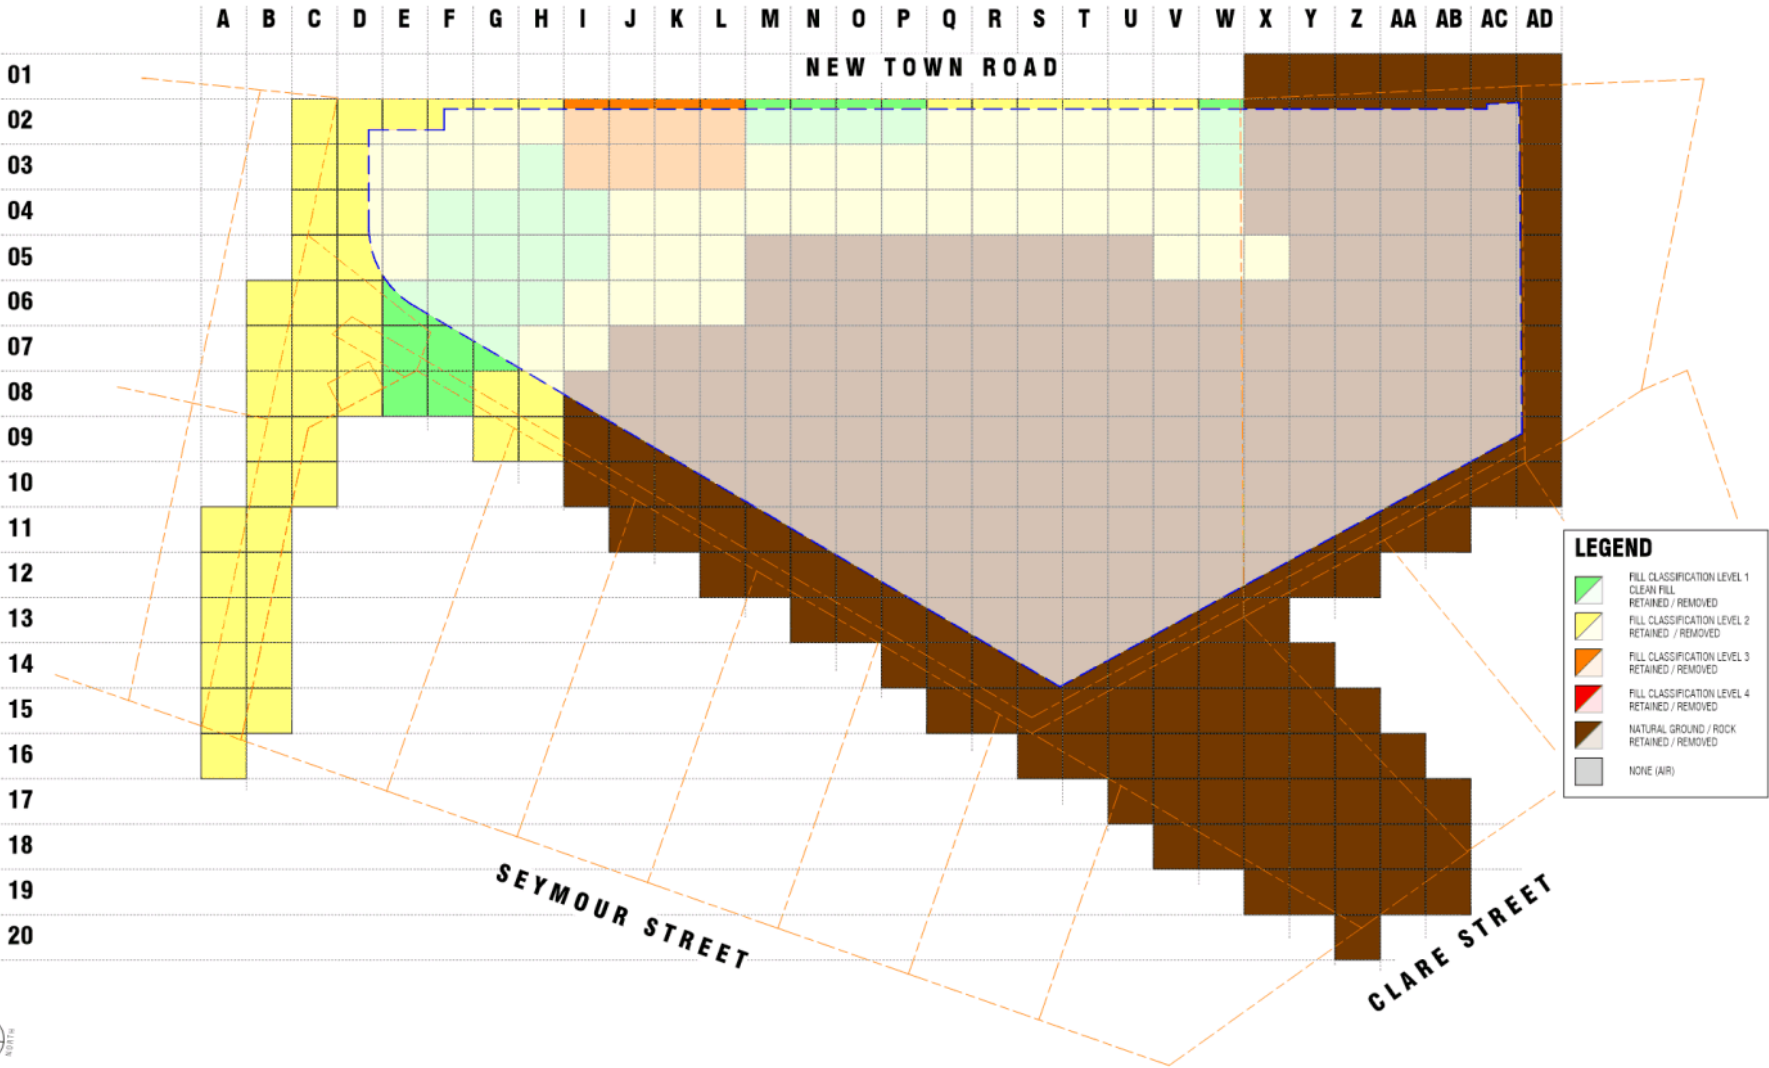 A B C D E F G H I J K L M N O P Q R S T U V W X Y Z AA AB AC AD
01
NEW TOWN ROAD
02
03
04
05
06
07
08
09
10
11
12
13
14
15
16
17
18
19
20
SEYMOUR STREET
CLARE STREET
LEGEND
FILL CLASSIFICATION LEVEL 1
CLEAN FILL
RETAINED / REMOVED
FILL CLASSIFICATION LEVEL 2
RETAINED / REMOVED
FILL CLASSIFICATION LEVEL 3
RETAINED / REMOVED
FILL CLASSIFICATION LEVEL 4
RETAINED / REMOVED
NATURAL GROUND / ROCK
RETAINED / REMOVED
NONE (AIR)
NORTH